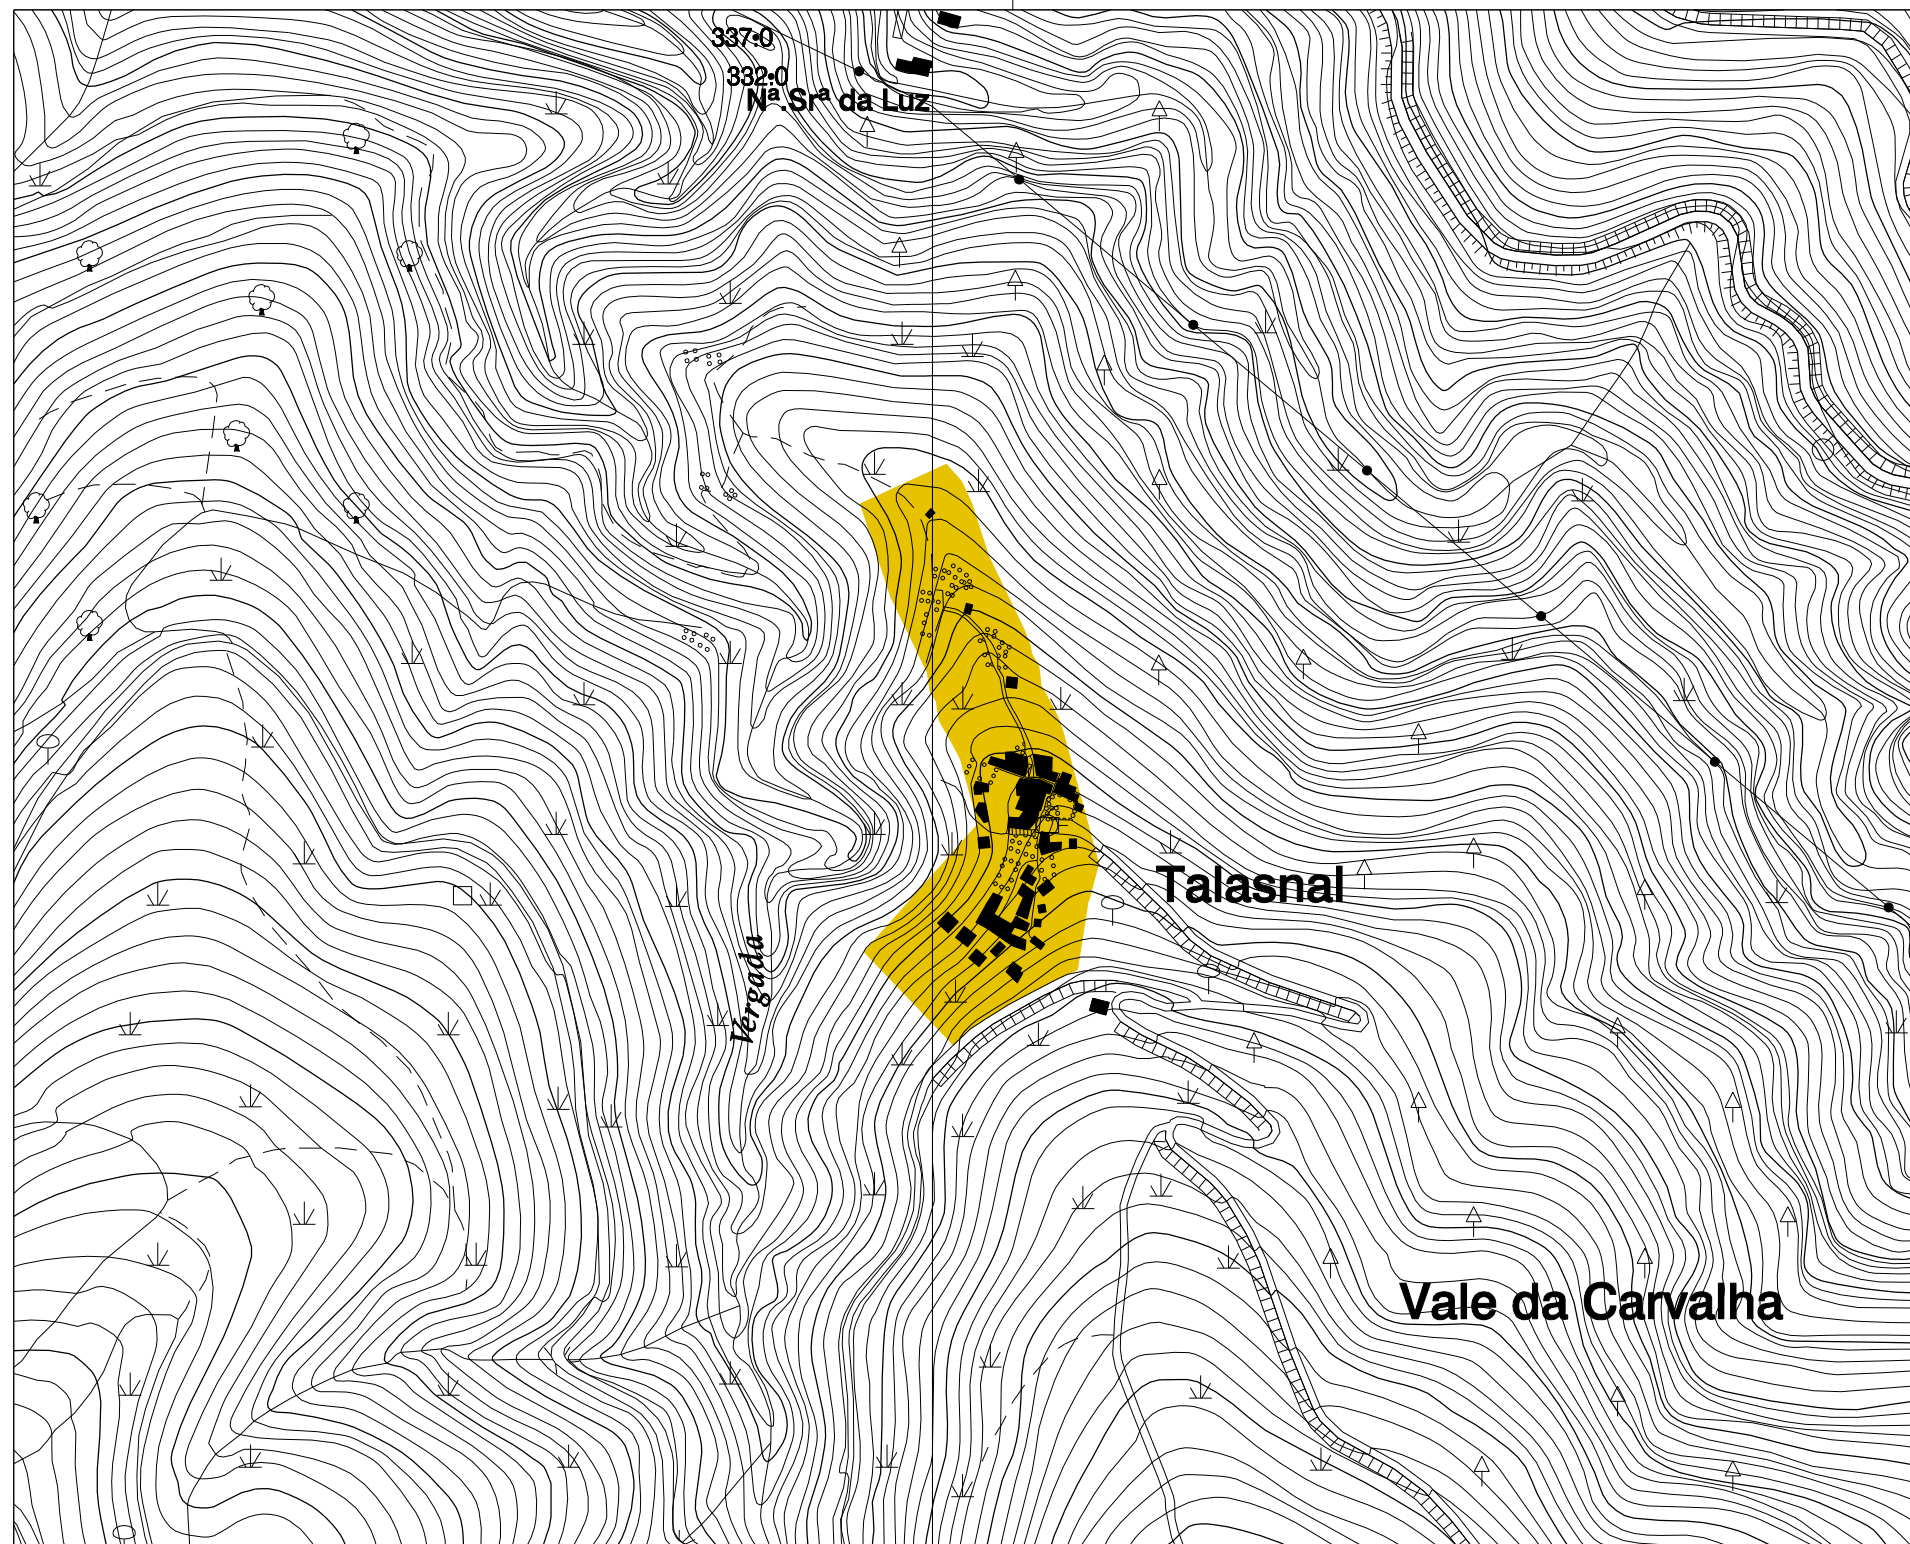 337.0
332.0
Nª.Srª da Luz
Talasnal
Vergada
Vale da Carvalha